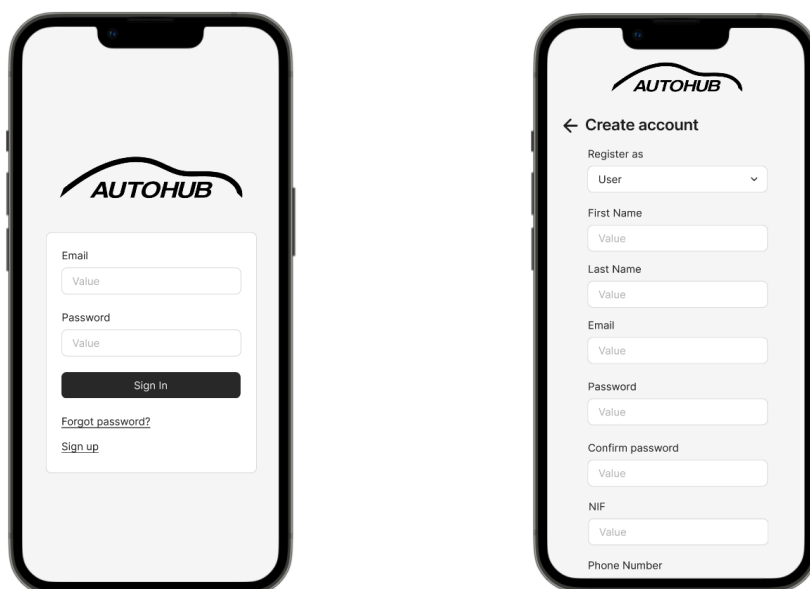 AUTOHUB
Email
Value
Password
Value
Sign In
Forgot password?
Sign up
AUTOHUB
Create account
Register as
User
First Name
Value
Last Name
Value
Email
Value
Password
Value
Confirm password
Value
NIF
Value
Phone Number